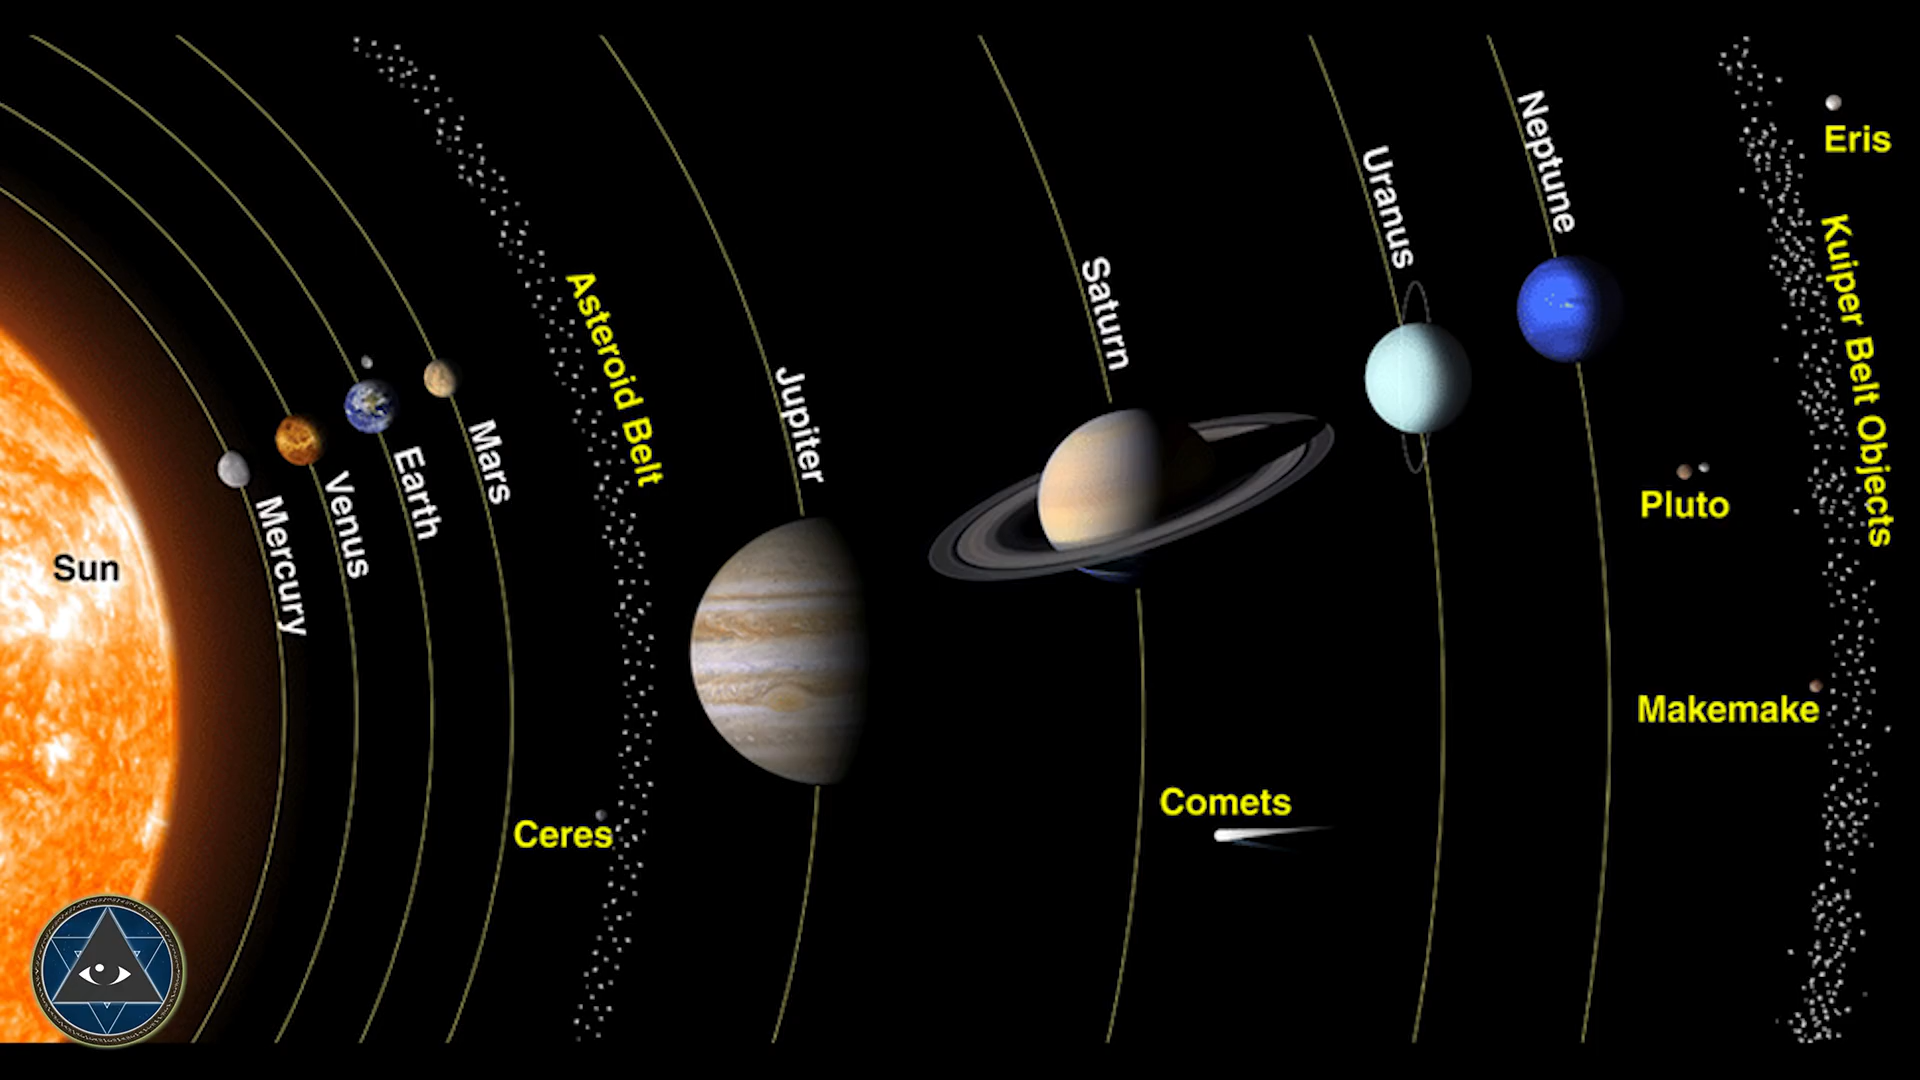 Sun
Mercury
Venus
Earth
Mars
Asteroid Belt
Ceres
Jupiter
Saturn
Comets
Uranus
Neptune
Pluto
Makemake
Eris
Kuiper Belt Objects